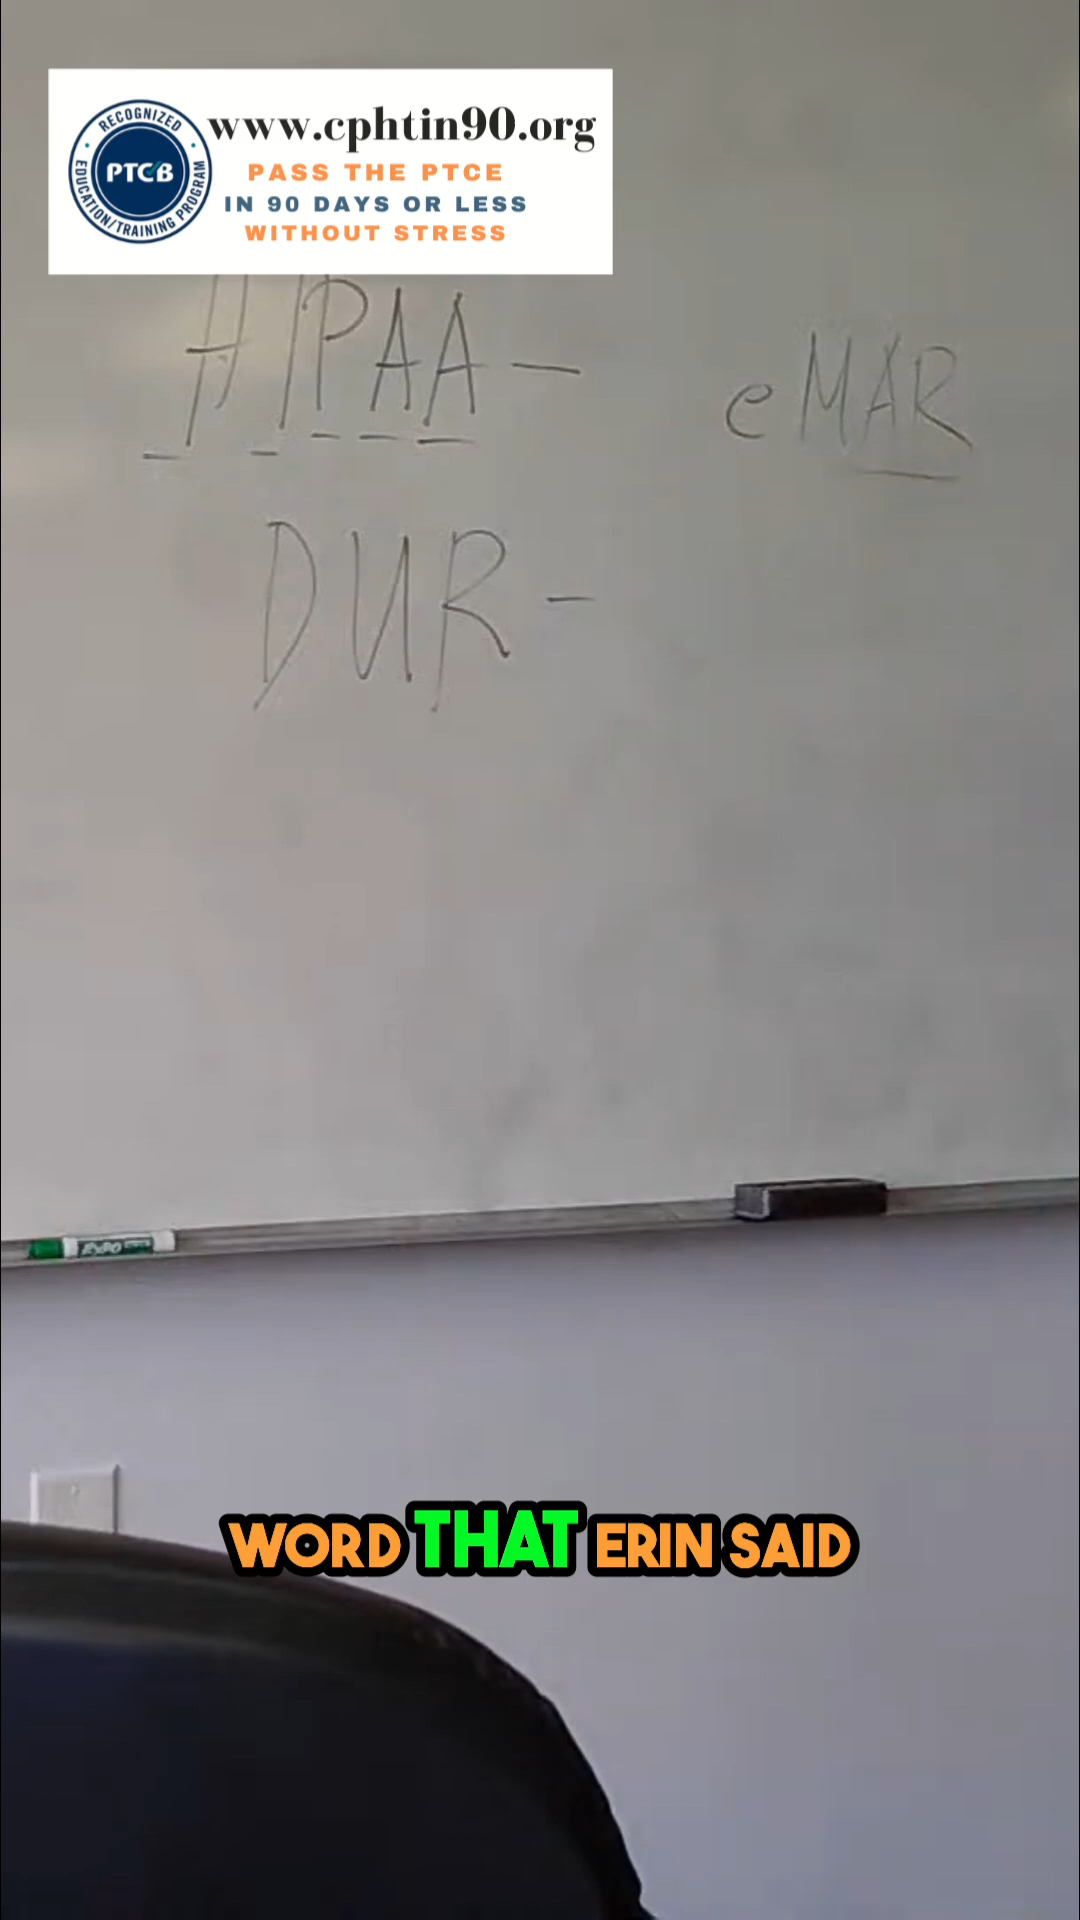 www.cphtin90.org
RECOGNIZED
PTCB
EDUCATION/TRAINING PROGRAM
PASS THE PTCE
IN 90 DAYS OR LESS
WITHOUT STRESS
HIPAA - eMAR
DUR -
EXPO
WORD THAT ERIN SAID